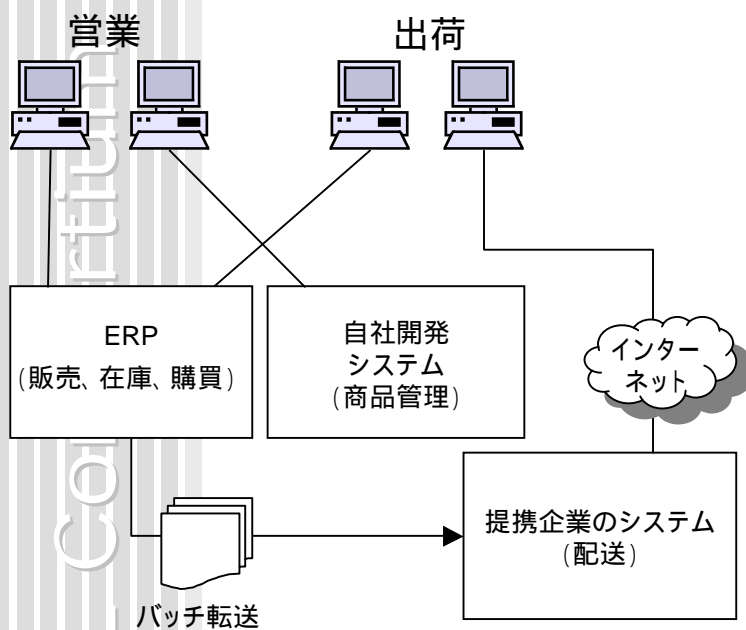 営業
出荷
ERP
(販売、在庫、購買)
自社開発
システム
(商品管理)
インター
ネット
提携企業のシステム
(配送)
バッチ転送